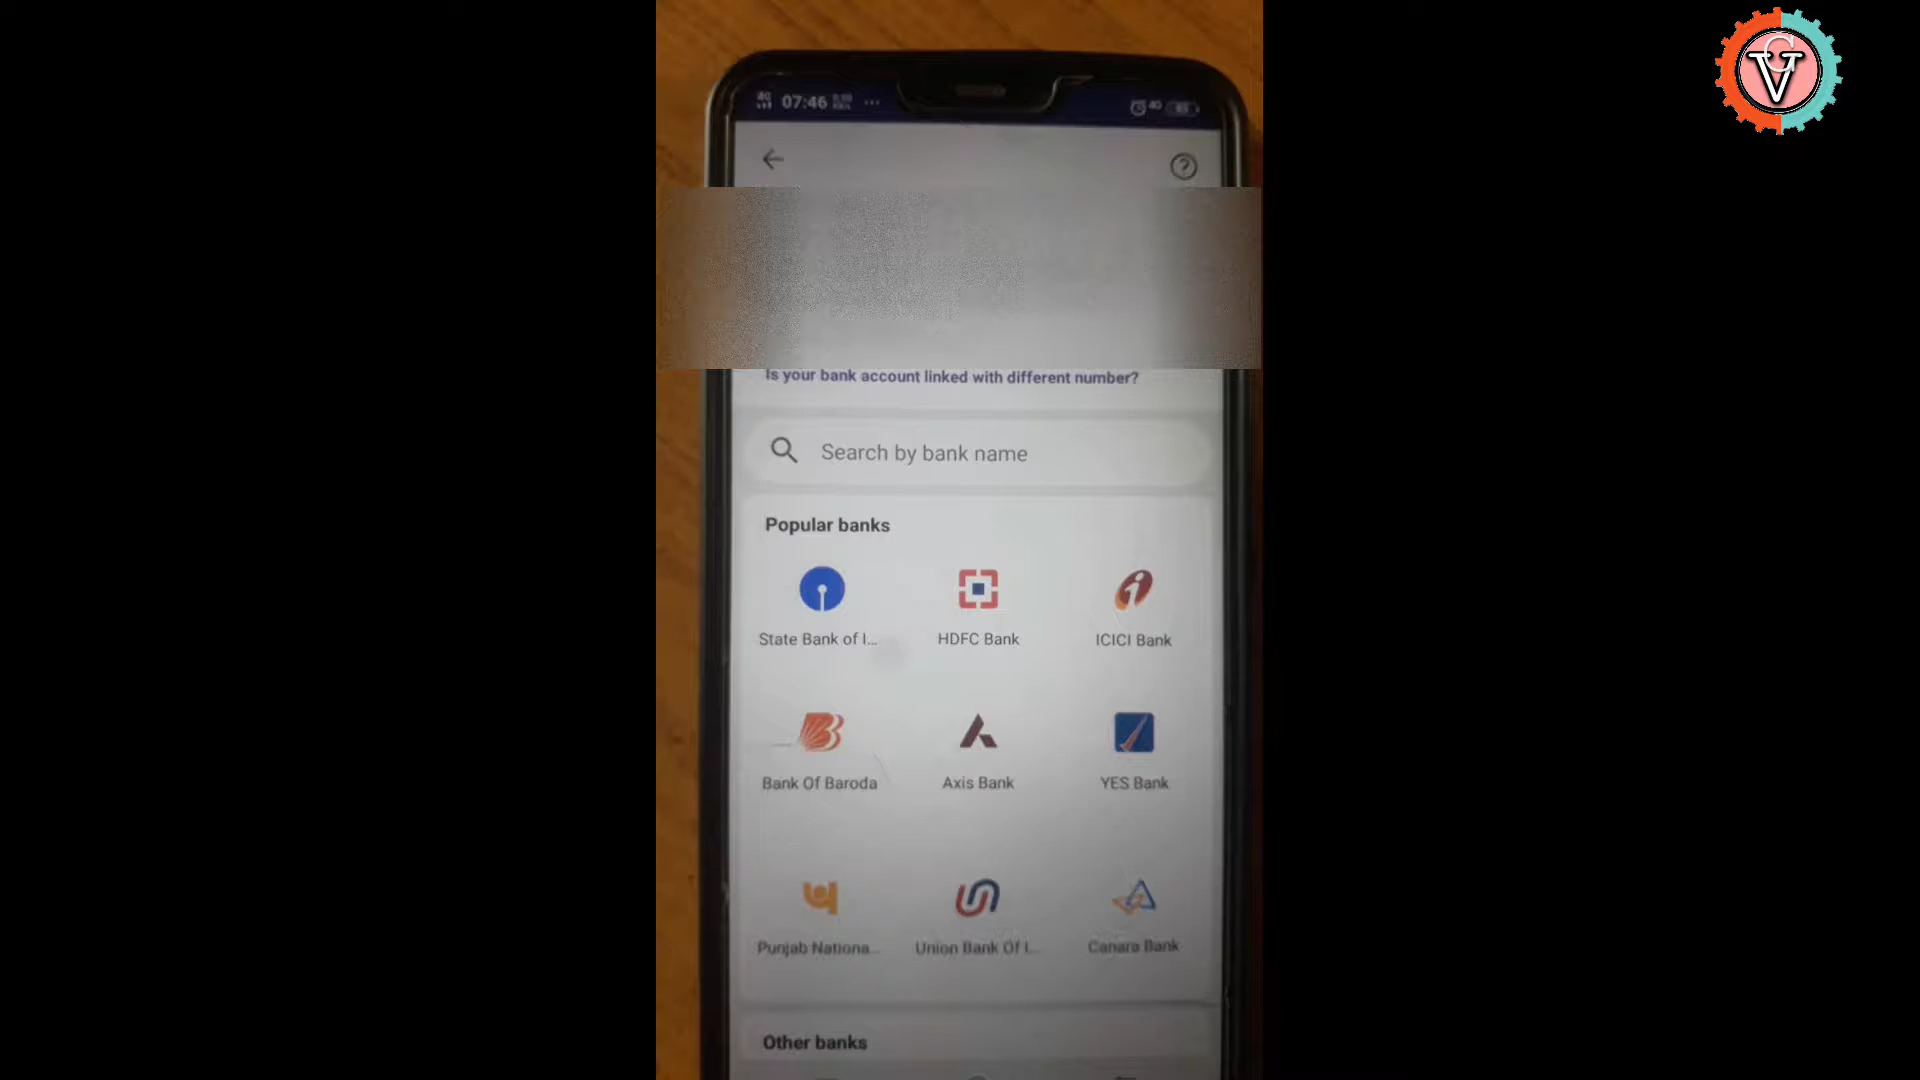 4G 07:46
4G
Is your bank account linked with different number?
Search by bank name
Popular banks
State Bank of I...
HDFC Bank
ICICI Bank
Bank Of Baroda
Axis Bank
YES Bank
Punjab Nationa...
Union Bank Of I...
Canara Bank
Other banks